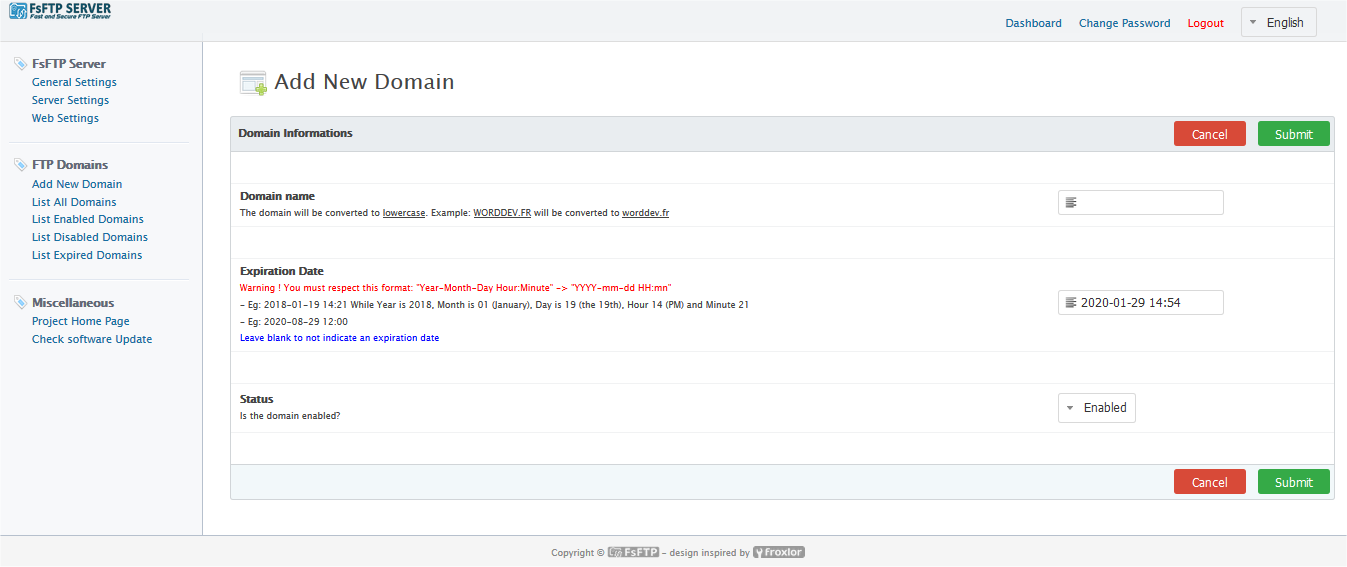 FsFTP SERVER
Fast and Secure FTP Server
Dashboard Change Password Logout English
FsFTP Server
General Settings
Server Settings
Web Settings
FTP Domains
Add New Domain
List All Domains
List Enabled Domains
List Disabled Domains
List Expired Domains
Miscellaneous
Project Home Page
Check software Update
Add New Domain
Domain Informations Cancel Submit
Domain name
The domain will be converted to lowercase. Example: WORDDEV.FR will be converted to worddev.fr
Expiration Date
Warning ! You must respect this format: "Year-Month-Day Hour:Minute" -> "YYYY-mm-dd HH:mn"
- Eg: 2018-01-19 14:21 While Year is 2018, Month is 01 (January), Day is 19 (the 19th), Hour 14 (PM) and Minute 21
2020-01-29 14:54
- Eg: 2020-08-29 12:00
Leave blank to not indicate an expiration date
Status
Enabled
Is the domain enabled?
Cancel Submit
Copyright © FsFTP - design inspired by froxlor